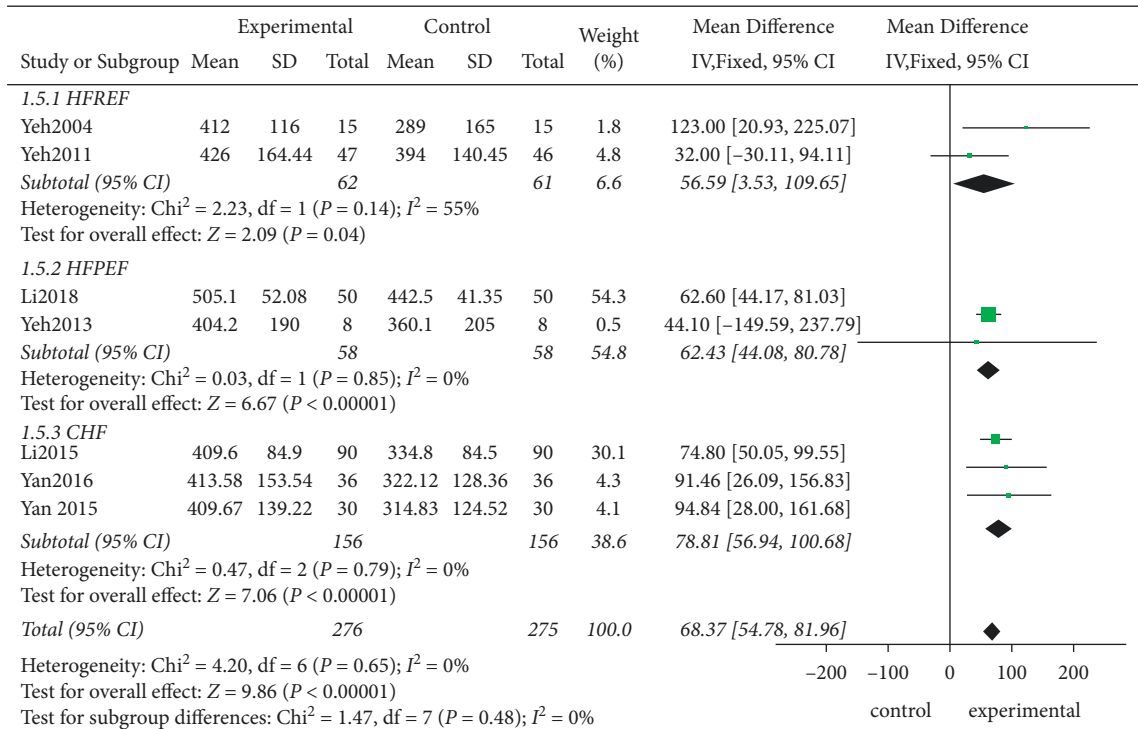 Experimental Control Weight (%) Mean Difference Mean Difference
Study or Subgroup Mean SD Total Mean SD Total IV,Fixed, 95% CI IV,Fixed, 95% CI
1.5.1 HFREF
Yeh2004 412 116 15 289 165 15 1.8 123.00 [20.93, 225.07]
Yeh2011 426 164.44 47 394 140.45 46 4.8 32.00 [–30.11, 94.11]
Subtotal (95% CI) 62 61 6.6 56.59 [3.53, 109.65]
Heterogeneity: Chi² = 2.23, df = 1 (P = 0.14); I² = 55%
Test for overall effect: Z = 2.09 (P = 0.04)
1.5.2 HFPEF
Li2018 505.1 52.08 50 442.5 41.35 50 54.3 62.60 [44.17, 81.03]
Yeh2013 404.2 190 8 360.1 205 8 0.5 44.10 [–149.59, 237.79]
Subtotal (95% CI) 58 58 54.8 62.43 [44.08, 80.78]
Heterogeneity: Chi² = 0.03, df = 1 (P = 0.85); I² = 0%
Test for overall effect: Z = 6.67 (P < 0.00001)
1.5.3 CHF
Li2015 409.6 84.9 90 334.8 84.5 90 30.1 74.80 [50.05, 99.55]
Yan2016 413.58 153.54 36 322.12 128.36 36 4.3 91.46 [26.09, 156.83]
Yan 2015 409.67 139.22 30 314.83 124.52 30 4.1 94.84 [28.00, 161.68]
Subtotal (95% CI) 156 156 38.6 78.81 [56.94, 100.68]
Heterogeneity: Chi² = 0.47, df = 2 (P = 0.79); I² = 0%
Test for overall effect: Z = 7.06 (P < 0.00001)
Total (95% CI) 276 275 100.0 68.37 [54.78, 81.96]
Heterogeneity: Chi² = 4.20, df = 6 (P = 0.65); I² = 0%
Test for overall effect: Z = 9.86 (P < 0.00001)
Test for subgroup differences: Chi² = 1.47, df = 7 (P = 0.48); I² = 0%
–200 –100 0 100 200
control experimental